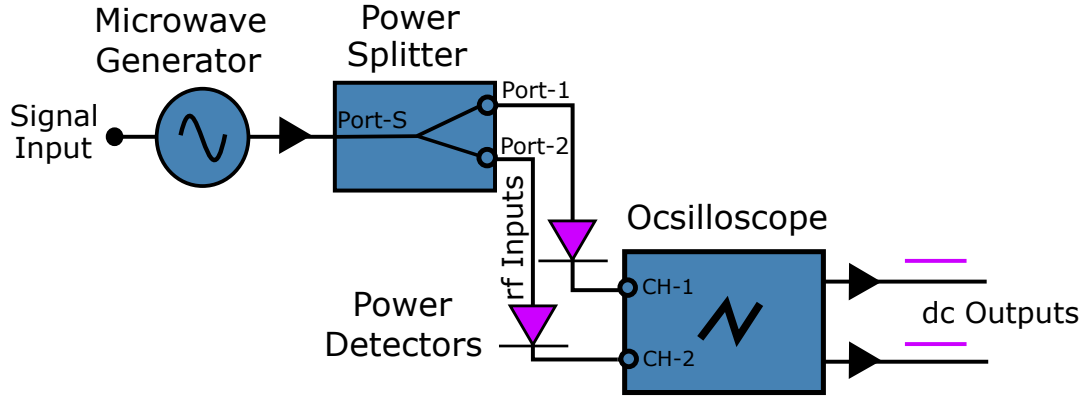 Microwave
Generator
Power
Splitter
Signal
Input
Port-S
Port-1
Port-2
rf Inputs
Ocsilloscope
CH-1
CH-2
Power
Detectors
dc Outputs